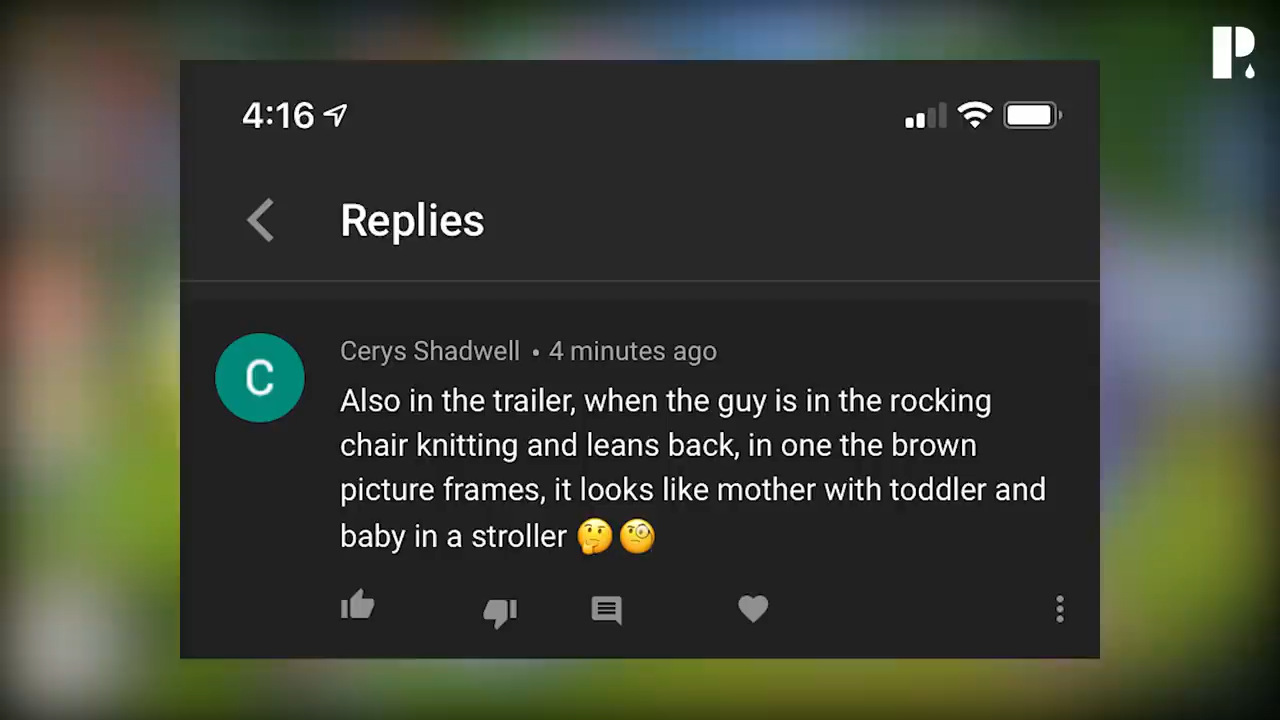 4:16
Replies
C
Cerys Shadwell • 4 minutes ago
Also in the trailer, when the guy is in the rocking
chair knitting and leans back, in one the brown
picture frames, it looks like mother with toddler and
baby in a stroller 🤔🧐
P.